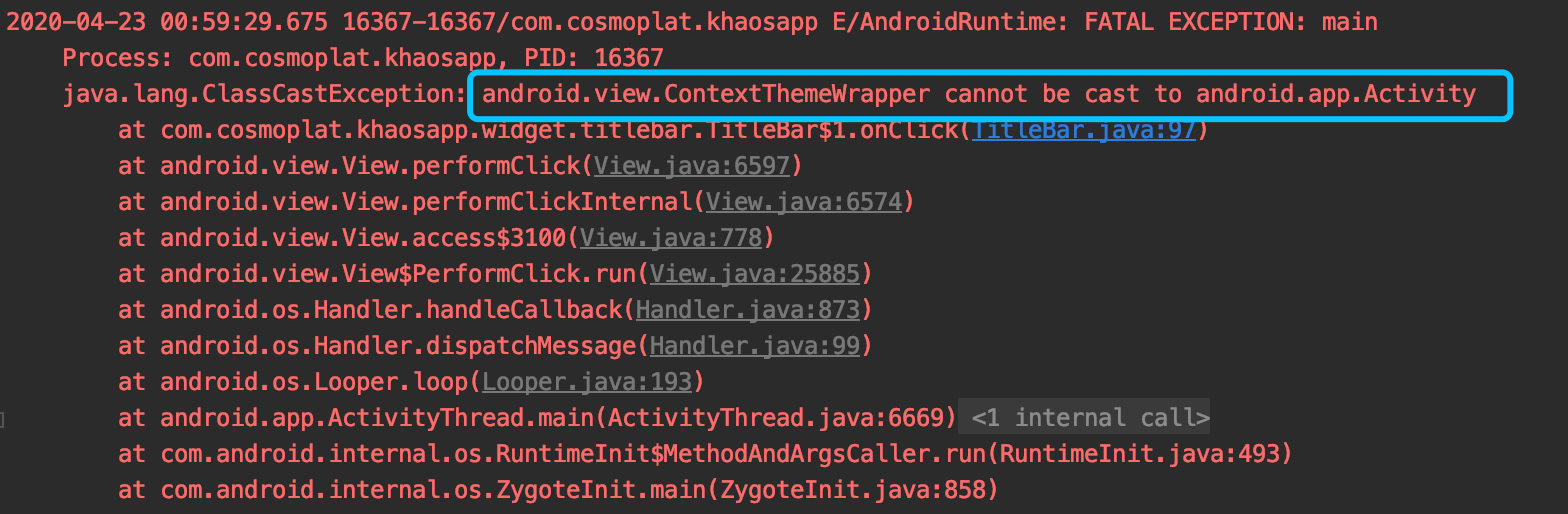 2020-04-23 00:59:29.675 16367-16367/com.cosmoplat.khaosapp E/AndroidRuntime: FATAL EXCEPTION: main
Process: com.cosmoplat.khaosapp, PID: 16367
java.lang.ClassCastException: android.view.ContextThemeWrapper cannot be cast to android.app.Activity
at com.cosmoplat.khaosapp.widget.titlebar.TitleBar$1.onClick(TitleBar.java:97)
at android.view.View.performClick(View.java:6597)
at android.view.View.performClickInternal(View.java:6574)
at android.view.View.access$3100(View.java:778)
at android.view.View$PerformClick.run(View.java:25885)
at android.os.Handler.handleCallback(Handler.java:873)
at android.os.Handler.dispatchMessage(Handler.java:99)
at android.os.Looper.loop(Looper.java:193)
at android.app.ActivityThread.main(ActivityThread.java:6669) <1 internal call>
at com.android.internal.os.RuntimeInit$MethodAndArgsCaller.run(RuntimeInit.java:493)
at com.android.internal.os.ZygoteInit.main(ZygoteInit.java:858)